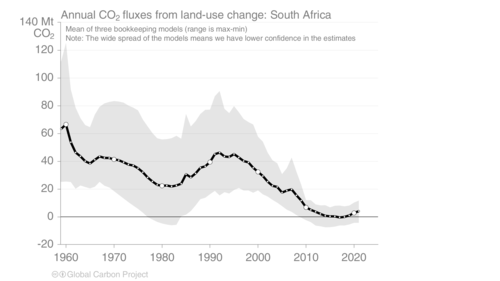 Annual CO₂ fluxes from land-use change: South Africa
140 Mt
CO₂
Mean of three bookkeeping models (range is max-min)
Note: The wide spread of the models means we have lower confidence in the estimates
120
100
80
60
40
20
0
-20
1960 1970 1980 1990 2000 2010 2020
Global Carbon Project